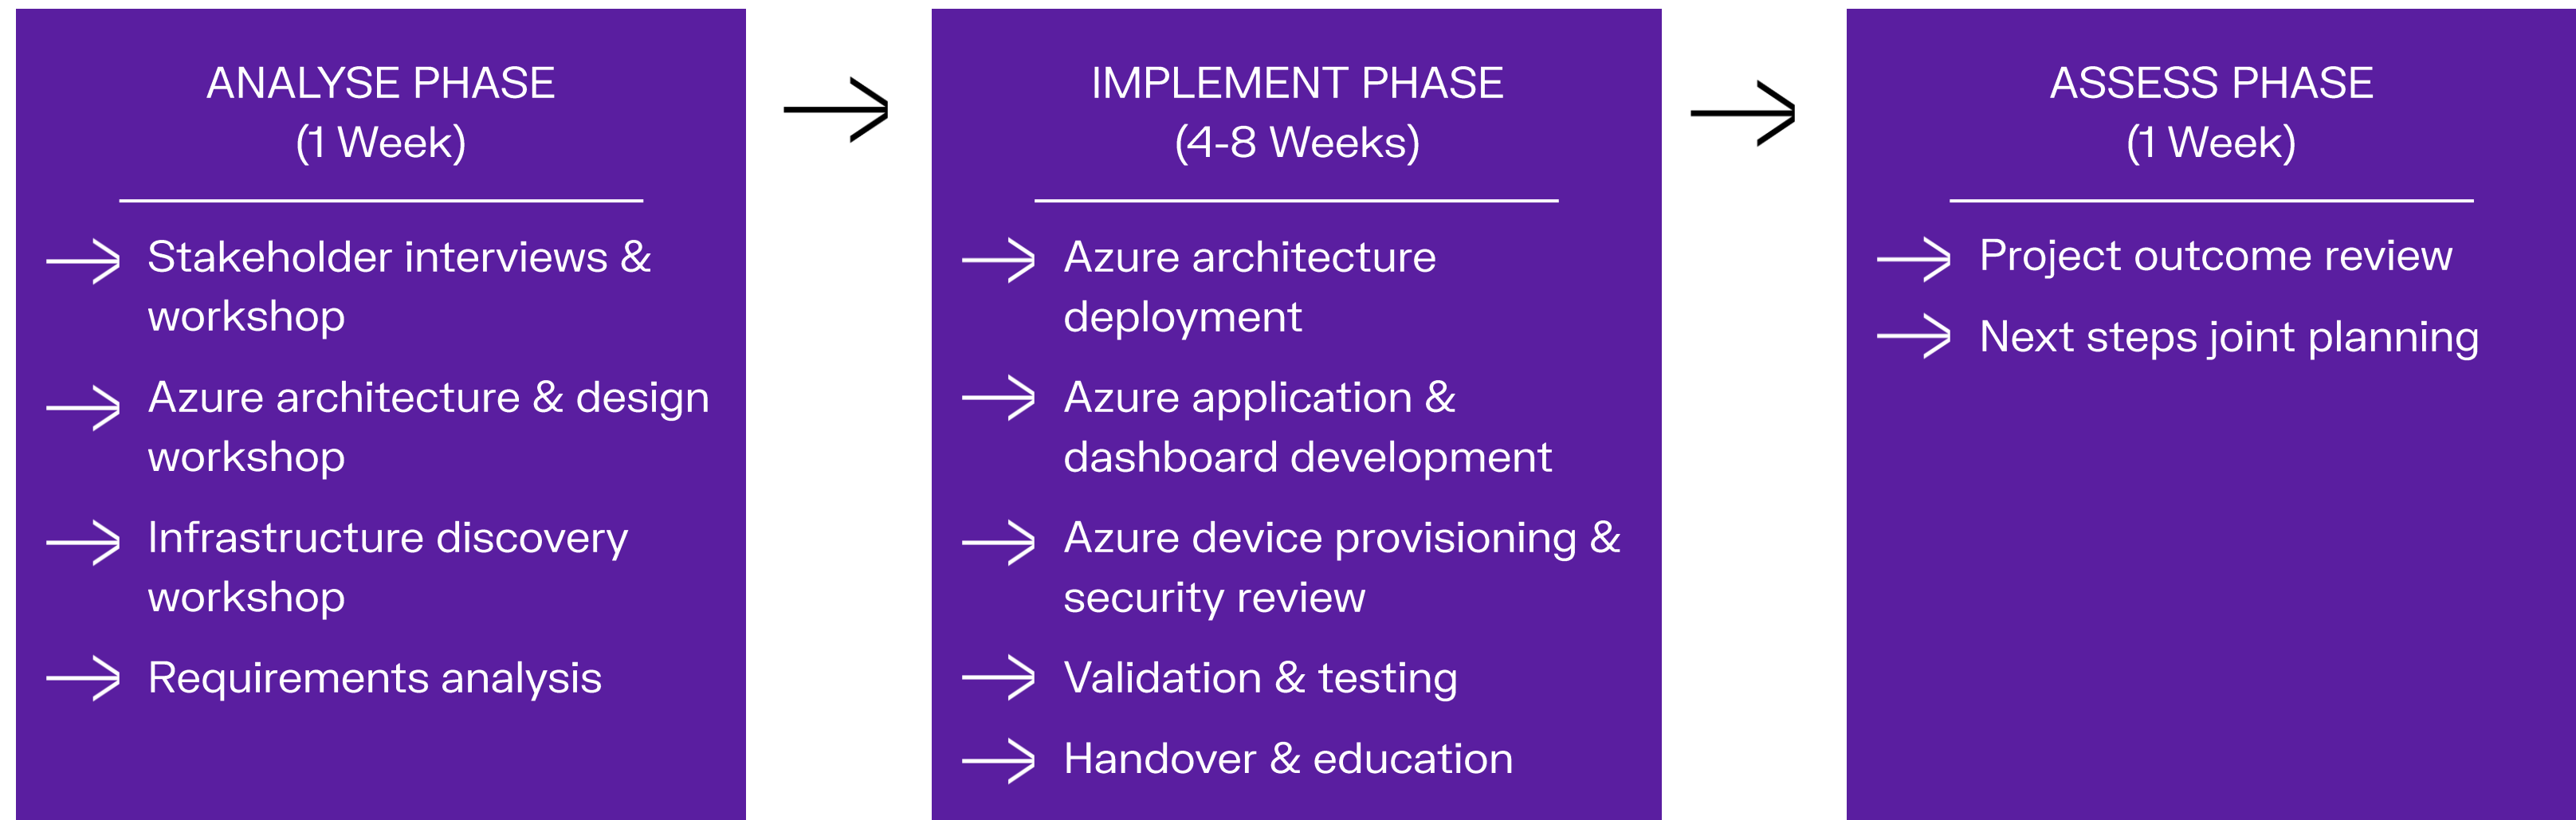 ANALYSE PHASE
(1 Week)
Stakeholder interviews &
workshop
Azure architecture & design
workshop
Infrastructure discovery
workshop
Requirements analysis
IMPLEMENT PHASE
(4-8 Weeks)
Azure architecture
deployment
Azure application &
dashboard development
Azure device provisioning &
security review
Validation & testing
Handover & education
ASSESS PHASE
(1 Week)
Project outcome review
Next steps joint planning